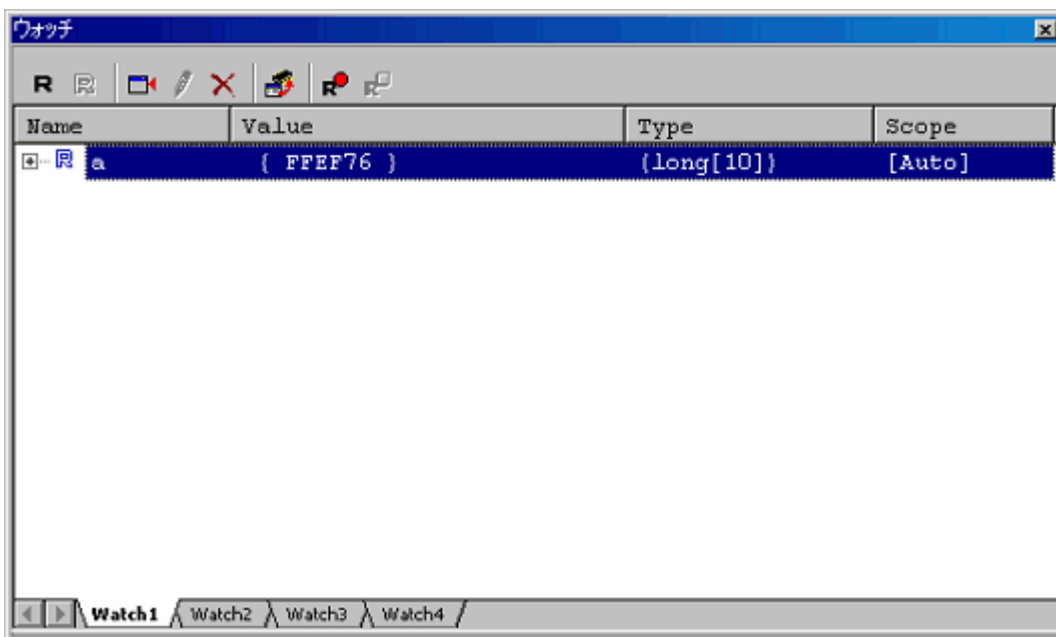 ウォッチ
R R R R
Name Value Type Scope
R a { FFEF76 } {long[10]} [Auto]
Watch1 Watch2 Watch3 Watch4